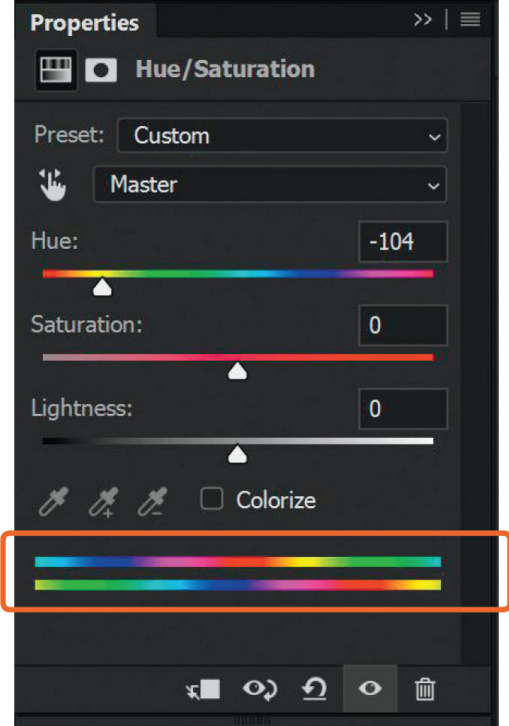 Properties
Hue/Saturation
Preset: Custom
Master
Hue: -104
Saturation: 0
Lightness: 0
Colorize